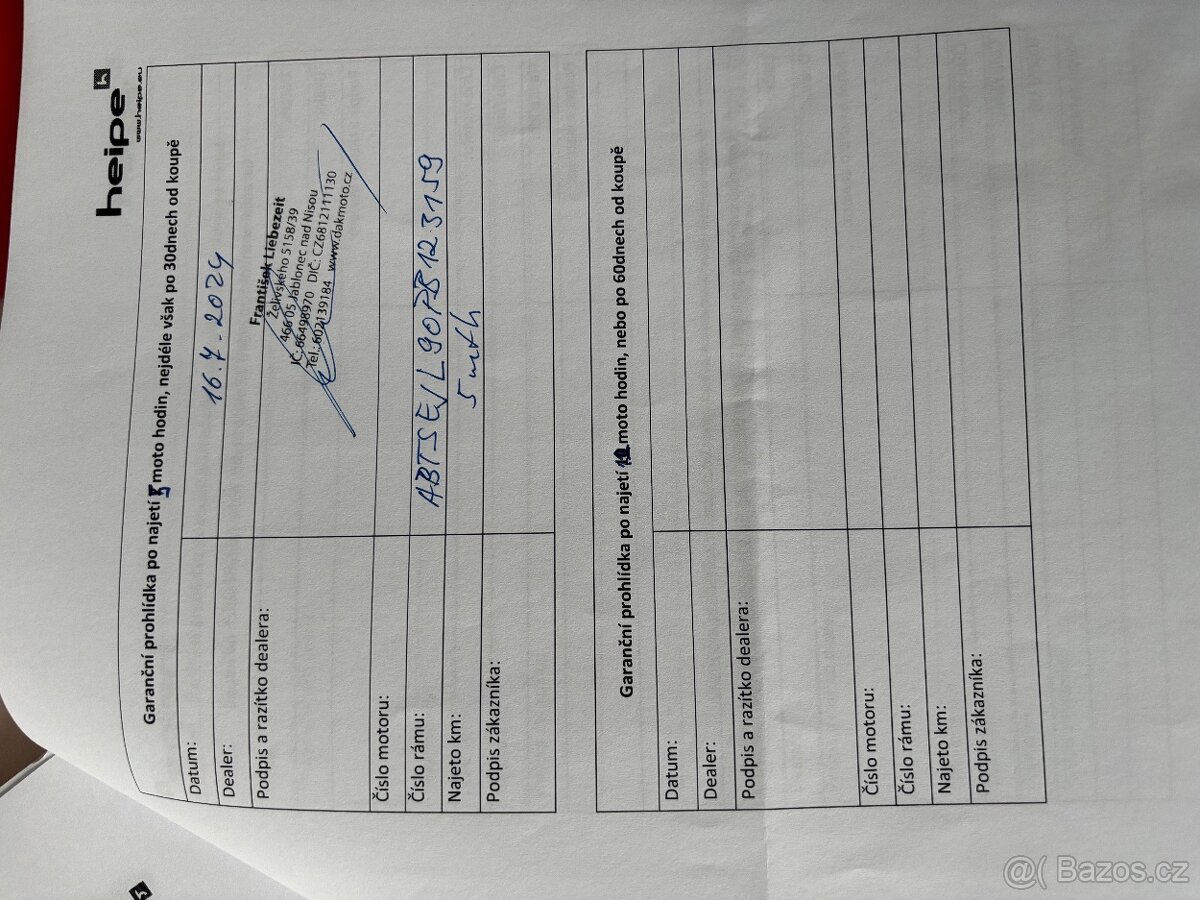 heipe
www.heipe.eu
Garanční prohlídka po najetí 5 moto hodin, nejdéle však po 30dnech od koupě
Datum: 16.7.2024
Dealer:
Podpis a razítko dealera:
František Liebezeit
Želivského 5158/39
466 05 Jablonec nad Nisou
IČ: 66498970 DIČ: CZ6812111130
Tel.: 602139184 www.dakmoto.cz
Číslo motoru:
Číslo rámu: ABTSEJL90PB123159
Najeto km: 5 mth
Podpis zákazníka:
Garanční prohlídka po najetí moto hodin, nebo po 60dnech od koupě
Datum:
Dealer:
Podpis a razítko dealera:
Číslo motoru:
Číslo rámu:
Najeto km:
Podpis zákazníka:
@( Bazos.cz